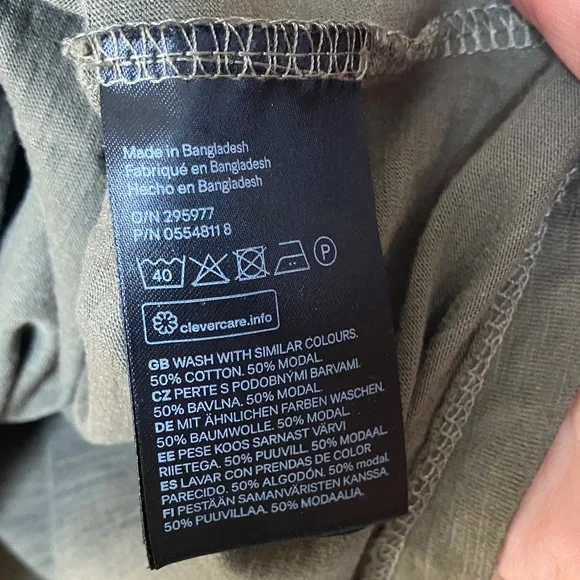 Made in Bangladesh
Fabriqué en Bangladesh
Hecho en Bangladesh
O/N 295977
P/N 0554811 8
40 P
clevercare.info
GB WASH WITH SIMILAR COLOURS.
50% COTTON. 50% MODAL.
CZ PERTE S PODOBNÝMI BARVAMI.
50% BAVLNA. 50% MODAL.
DE MIT ÄHNLICHEN FARBEN WASCHEN.
50% BAUMWOLLE. 50% MODAL.
EE PESE KOOS SARNAST VÄRVI
RIIETEGA. 50% PUUVILL. 50% MODAAL
ES LAVAR CON PRENDAS DE COLOR
PARECIDO. 50% ALGODÓN. 50% modal.
FI PESTÄÄN SAMANVÄRISTEN KANSSA.
50% PUUVILLAA. 50% MODAALIA.